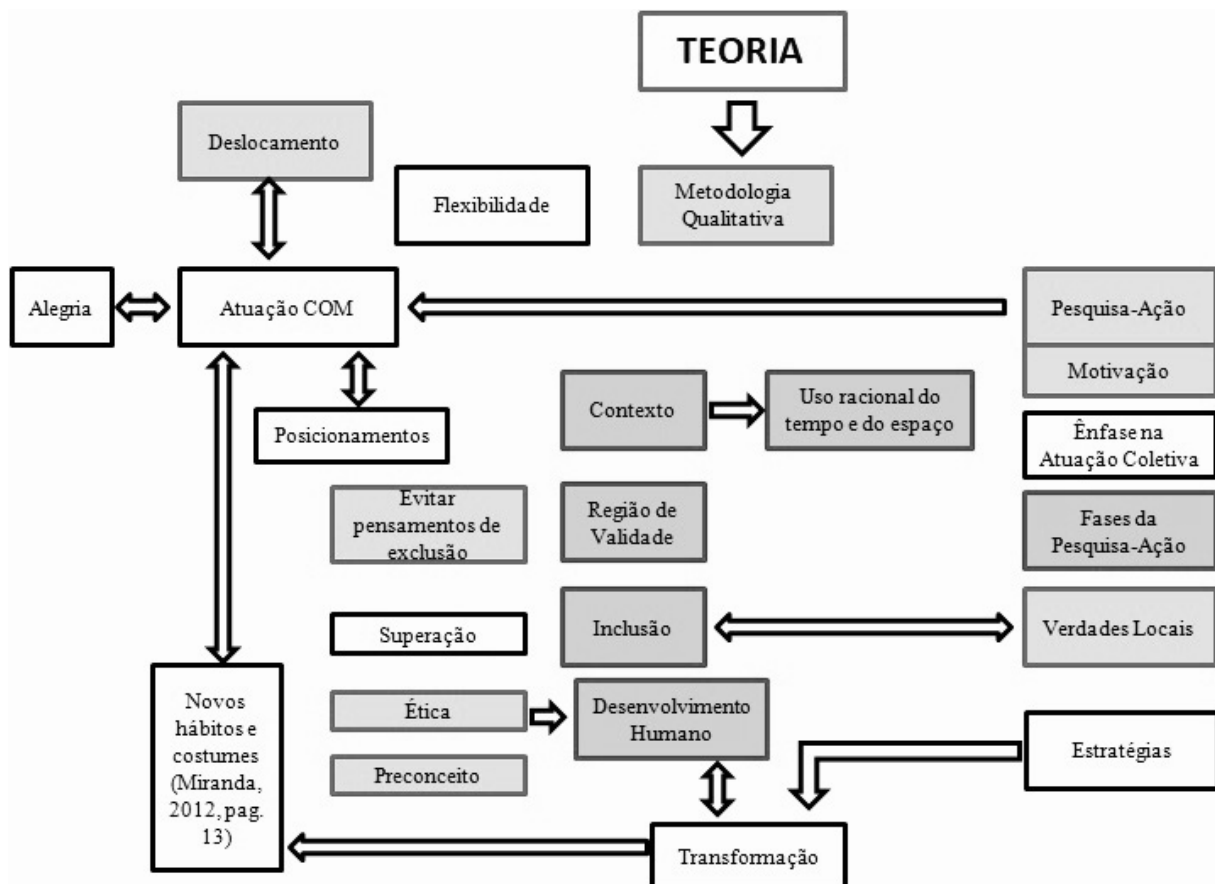 TEORIA
Deslocamento
Flexibilidade
Metodologia
Qualitativa
Alegria
Atuação COM
Pesquisa-Ação
Motivação
Posicionamentos
Contexto
Uso racional do
tempo e do espaço
Ênfase na
Atuação Coletiva
Evitar
pensamentos de
exclusão
Região de
Validade
Fases da
Pesquisa-Ação
Superação
Inclusão
Verdades Locais
Novos
hábitos e
costumes
(Miranda,
2012, pag.
13)
Ética
Desenvolvimento
Humano
Estratégias
Preconceito
Transformação